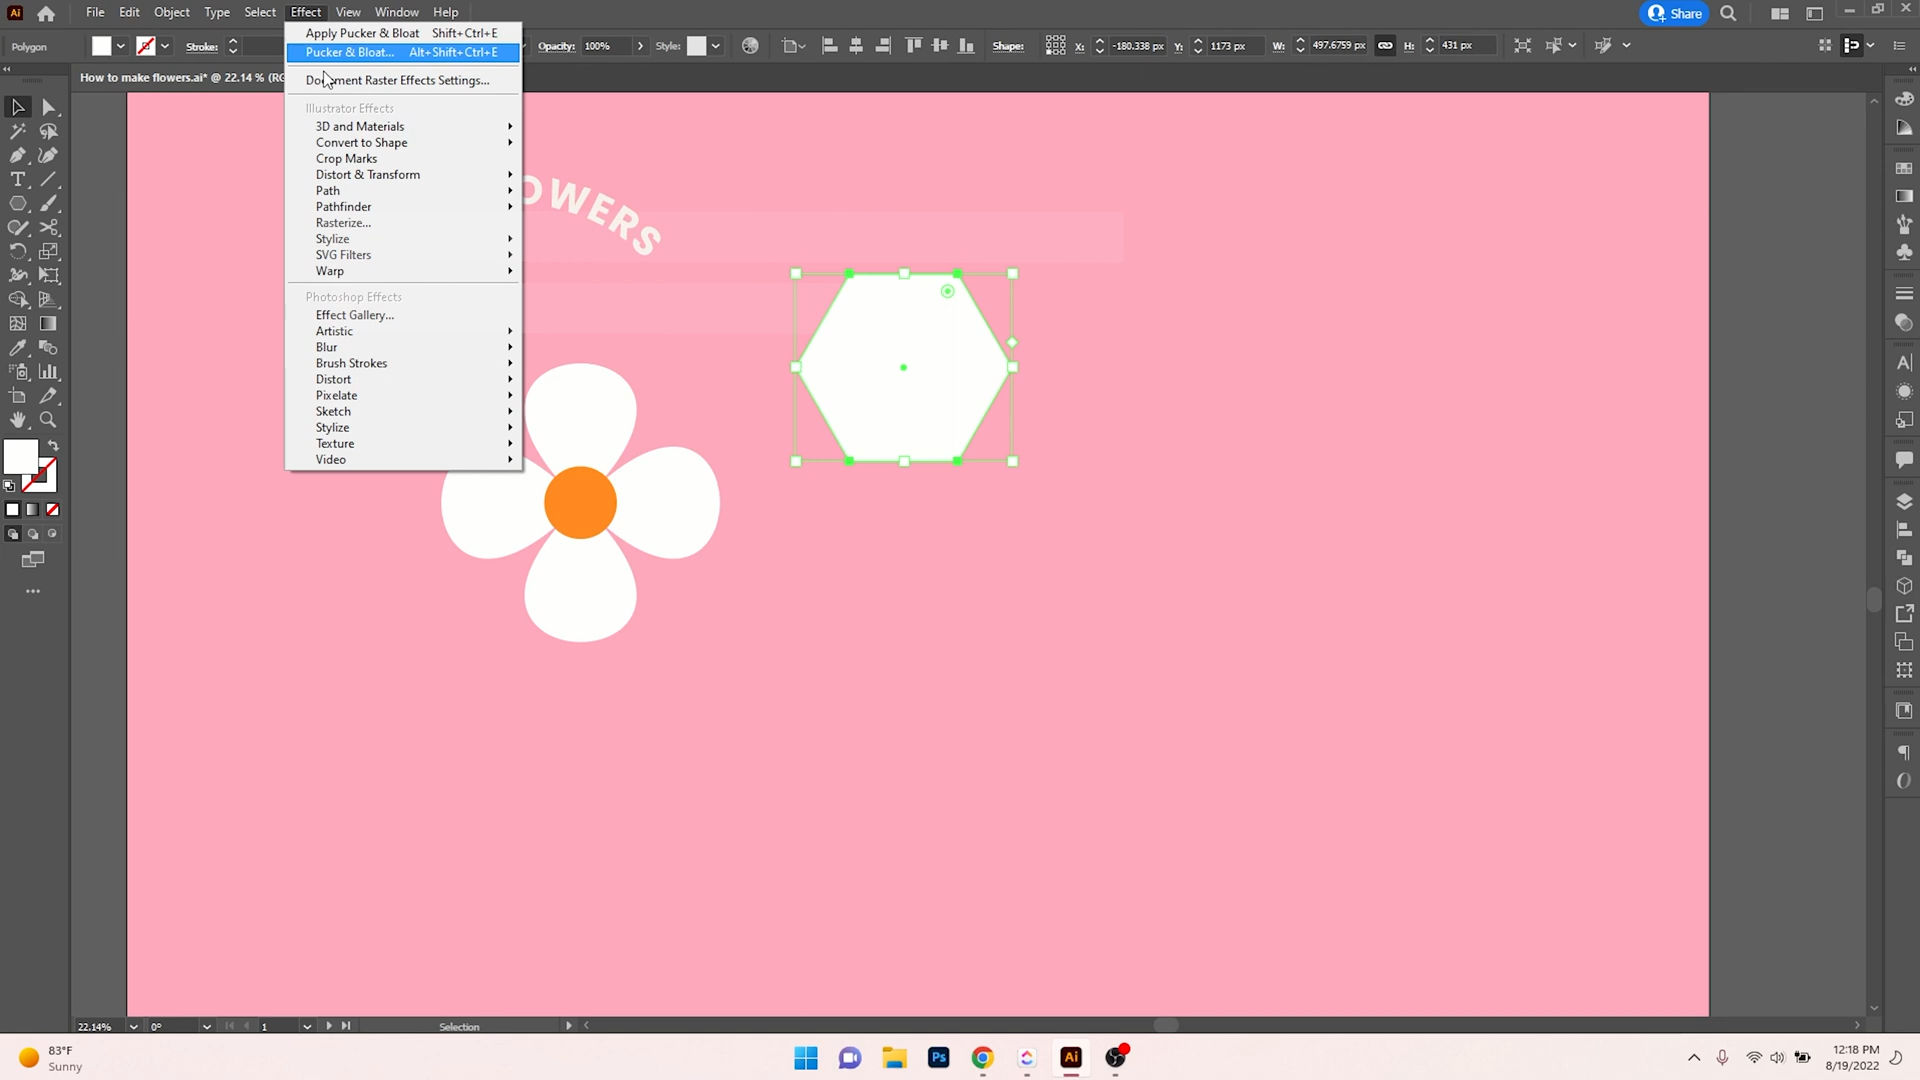 Ai File Edit Object Type Select Effect View Window Help Share
Polygon Stroke: Opacity: 100% Style: Shape: X: -180.338 px Y: 1173 px W: 497.6759 px H: 431 px
How to make flowers.ai* @ 22.14 % (RG
Apply Pucker & Bloat Shift+Ctrl+E
Pucker & Bloat... Alt+Shift+Ctrl+E
Document Raster Effects Settings...
Illustrator Effects
3D and Materials
Convert to Shape
Crop Marks
Distort & Transform
Path
Pathfinder
Rasterize...
Stylize
SVG Filters
Warp
Photoshop Effects
Effect Gallery...
Artistic
Blur
Brush Strokes
Distort
Pixelate
Sketch
Stylize
Texture
Video
OWERS
22.14% 0° 1 Selection
83°F
Sunny
Ps Ai
12:18 PM
8/19/2022